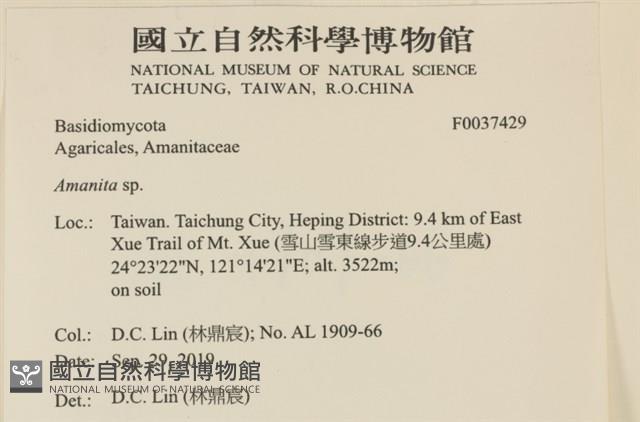 國立自然科學博物館
NATIONAL MUSEUM OF NATURAL SCIENCE
TAICHUNG, TAIWAN, R.O.CHINA
Basidiomycota F0037429
Agaricales, Amanitaceae
Amanita sp.
Loc.: Taiwan. Taichung City, Heping District: 9.4 km of East
Xue Trail of Mt. Xue (雪山雪東線步道9.4公里處)
24°23'22"N, 121°14'21"E; alt. 3522m;
on soil
Col.: D.C. Lin (林鼎宸); No. AL 1909-66
Date: Sep. 29, 2019
國立自然科學博物館
NATIONAL MUSEUM OF NATURAL SCIENCE
Det.: D.C. Lin (林鼎宸)